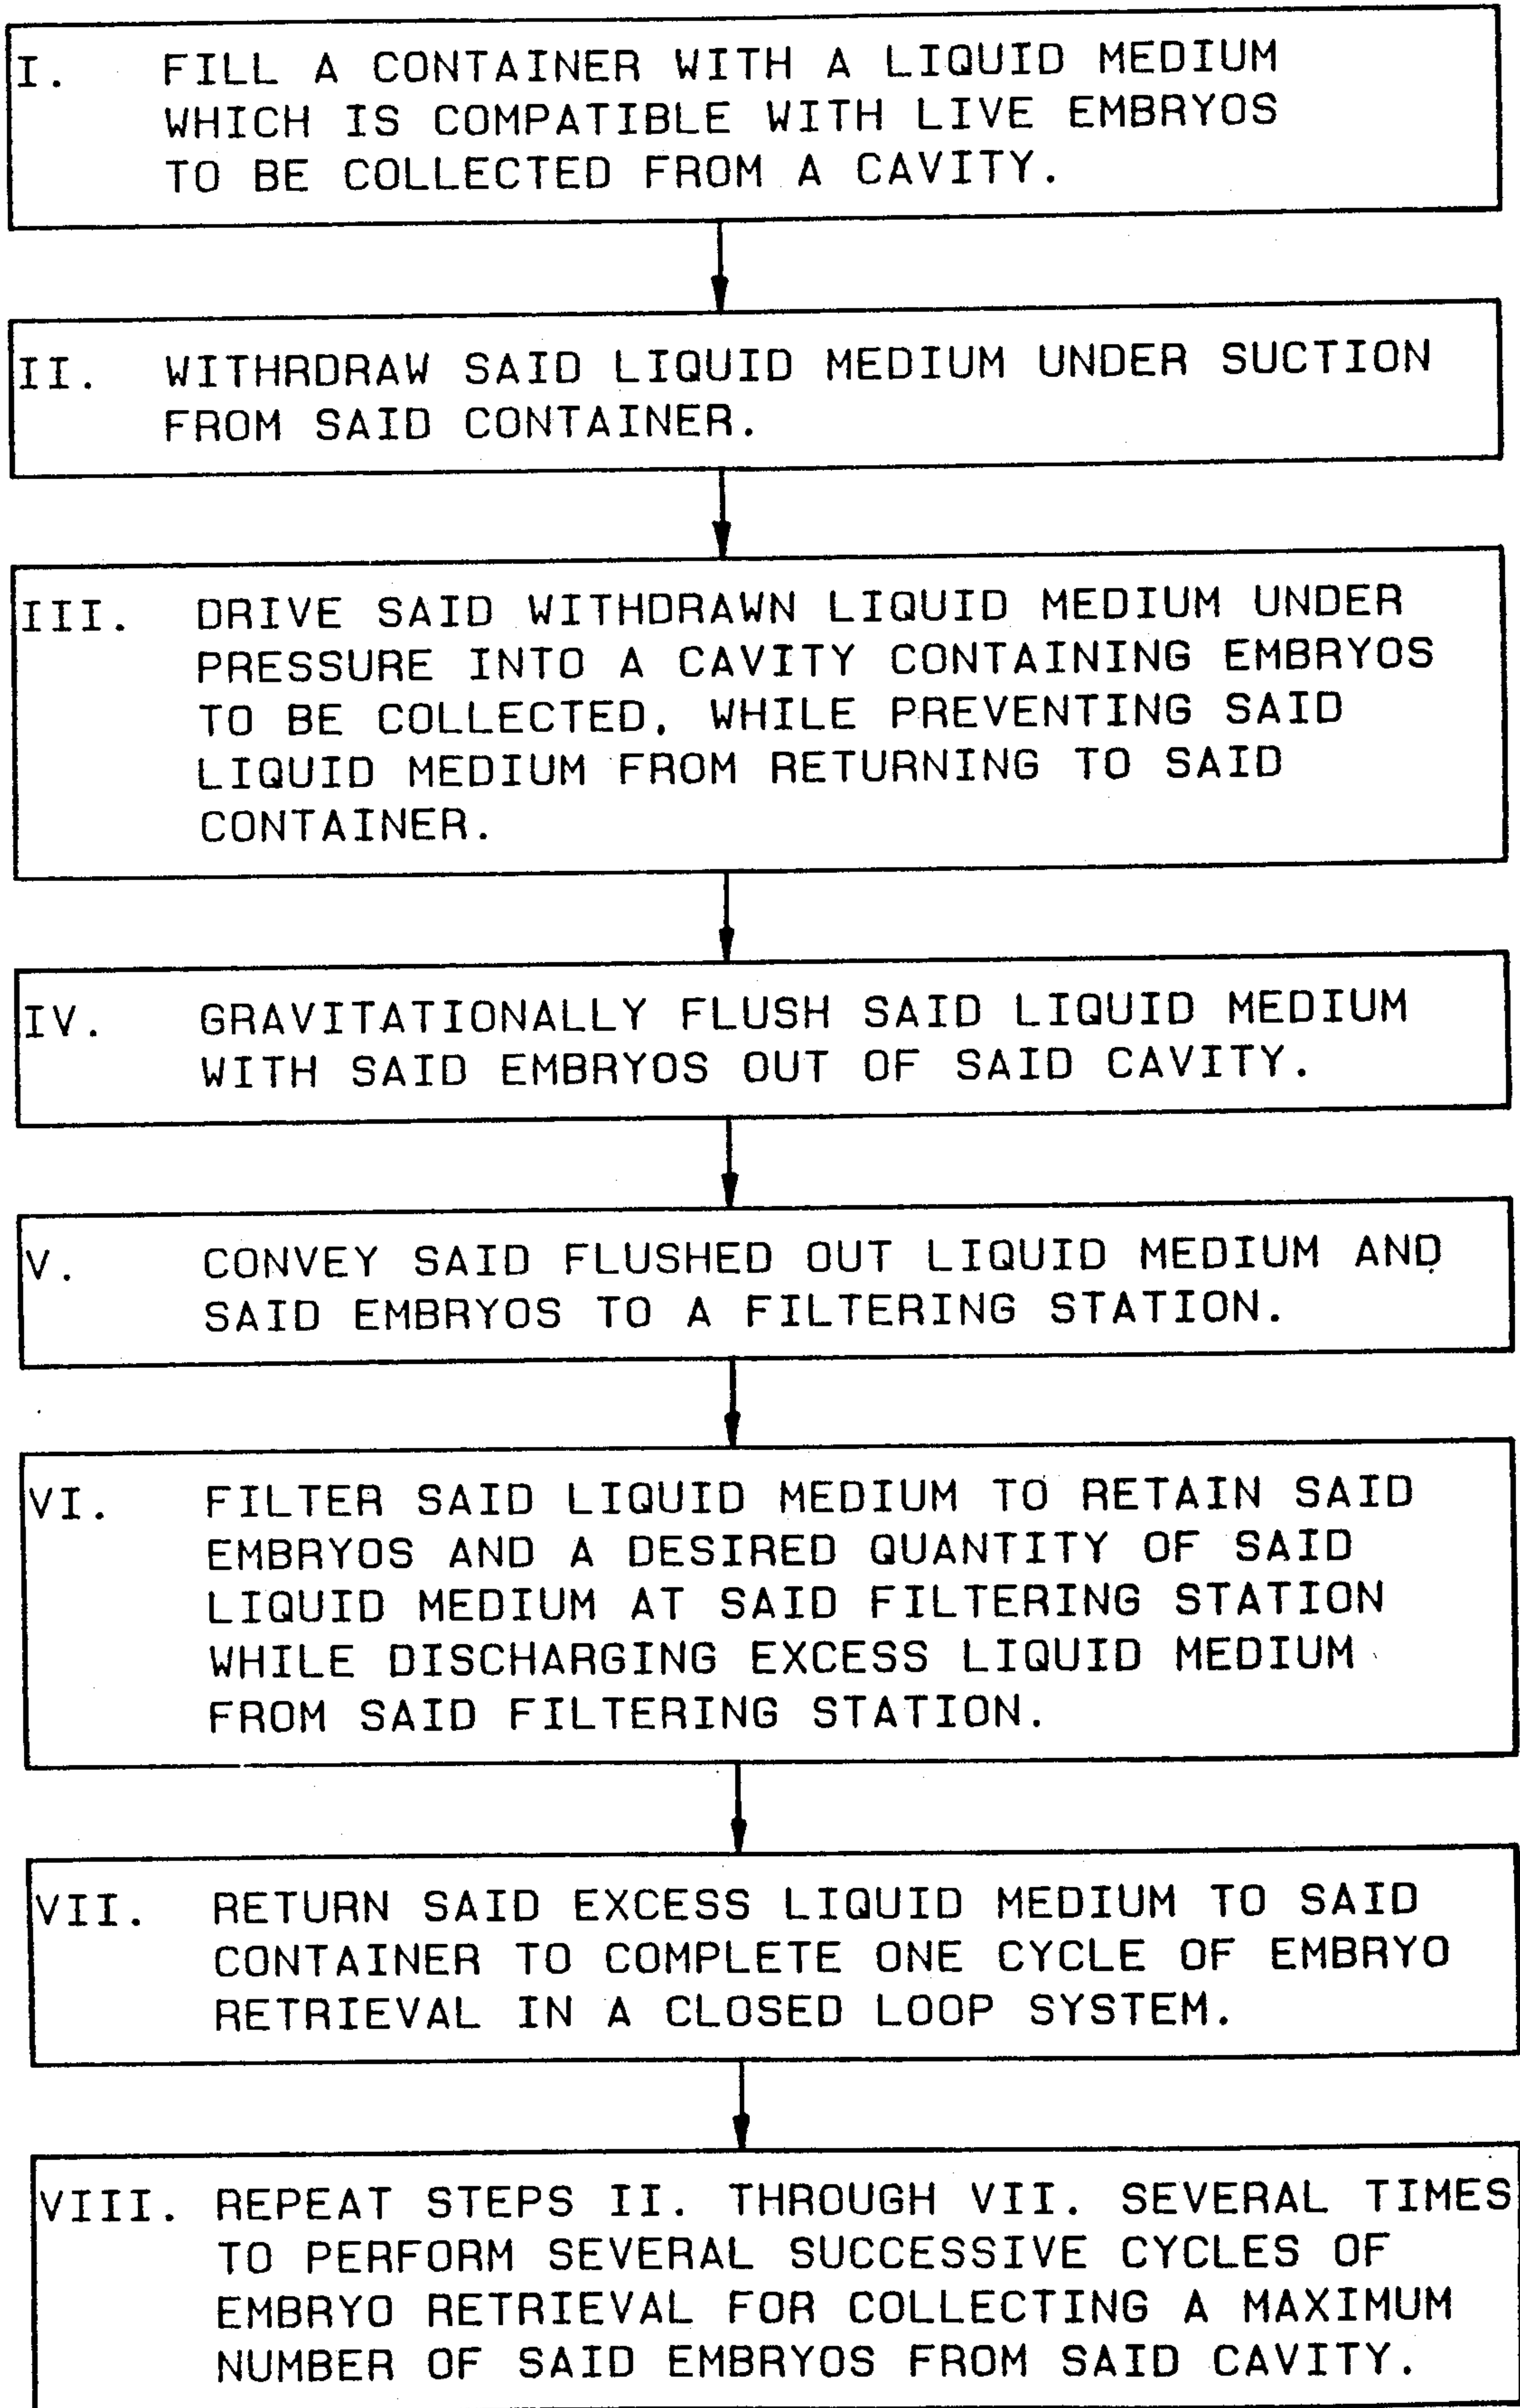 I. FILL A CONTAINER WITH A LIQUID MEDIUM
WHICH IS COMPATIBLE WITH LIVE EMBRYOS
TO BE COLLECTED FROM A CAVITY.
II. WITHRDRAW SAID LIQUID MEDIUM UNDER SUCTION
FROM SAID CONTAINER.
III. DRIVE SAID WITHDRAWN LIQUID MEDIUM UNDER
PRESSURE INTO A CAVITY CONTAINING EMBRYOS
TO BE COLLECTED, WHILE PREVENTING SAID
LIQUID MEDIUM FROM RETURNING TO SAID
CONTAINER.
IV. GRAVITATIONALLY FLUSH SAID LIQUID MEDIUM
WITH SAID EMBRYOS OUT OF SAID CAVITY.
V. CONVEY SAID FLUSHED OUT LIQUID MEDIUM AND
SAID EMBRYOS TO A FILTERING STATION.
VI. FILTER SAID LIQUID MEDIUM TO RETAIN SAID
EMBRYOS AND A DESIRED QUANTITY OF SAID
LIQUID MEDIUM AT SAID FILTERING STATION
WHILE DISCHARGING EXCESS LIQUID MEDIUM
FROM SAID FILTERING STATION.
VII. RETURN SAID EXCESS LIQUID MEDIUM TO SAID
CONTAINER TO COMPLETE ONE CYCLE OF EMBRYO
RETRIEVAL IN A CLOSED LOOP SYSTEM.
VIII. REPEAT STEPS II. THROUGH VII. SEVERAL TIMES
TO PERFORM SEVERAL SUCCESSIVE CYCLES OF
EMBRYO RETRIEVAL FOR COLLECTING A MAXIMUM
NUMBER OF SAID EMBRYOS FROM SAID CAVITY.